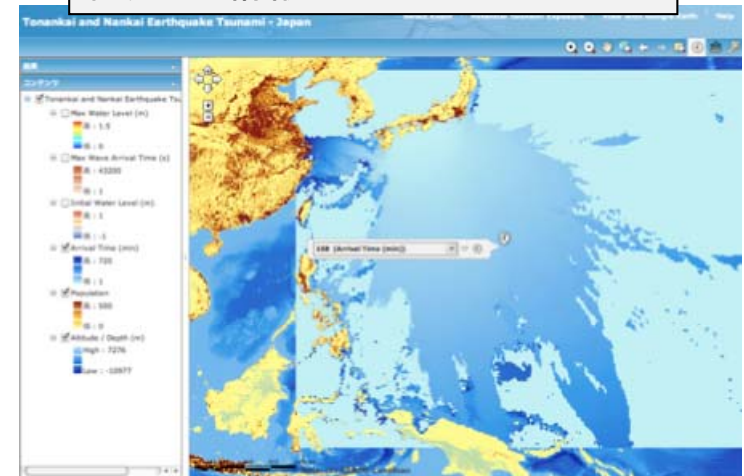 Tonankai and Nankai Earthquake Tsunami - Japan
Help
結果
コンテンツ
Tonankai and Nankai Earthquake Tsu
Max Water Level (m)
高 : 1.5
低 : 0
Max Wave Arrival Time (s)
高 : 43200
低 : 1
Initial Water Level (m)
高 : 1
低 : -1
Arrival Time (min)
高 : 720
低 : 1
Population
高 : 500
低 : 0
Altitude / Depth (m)
High : 7276
Low : -10977
(Arrival Time (min))